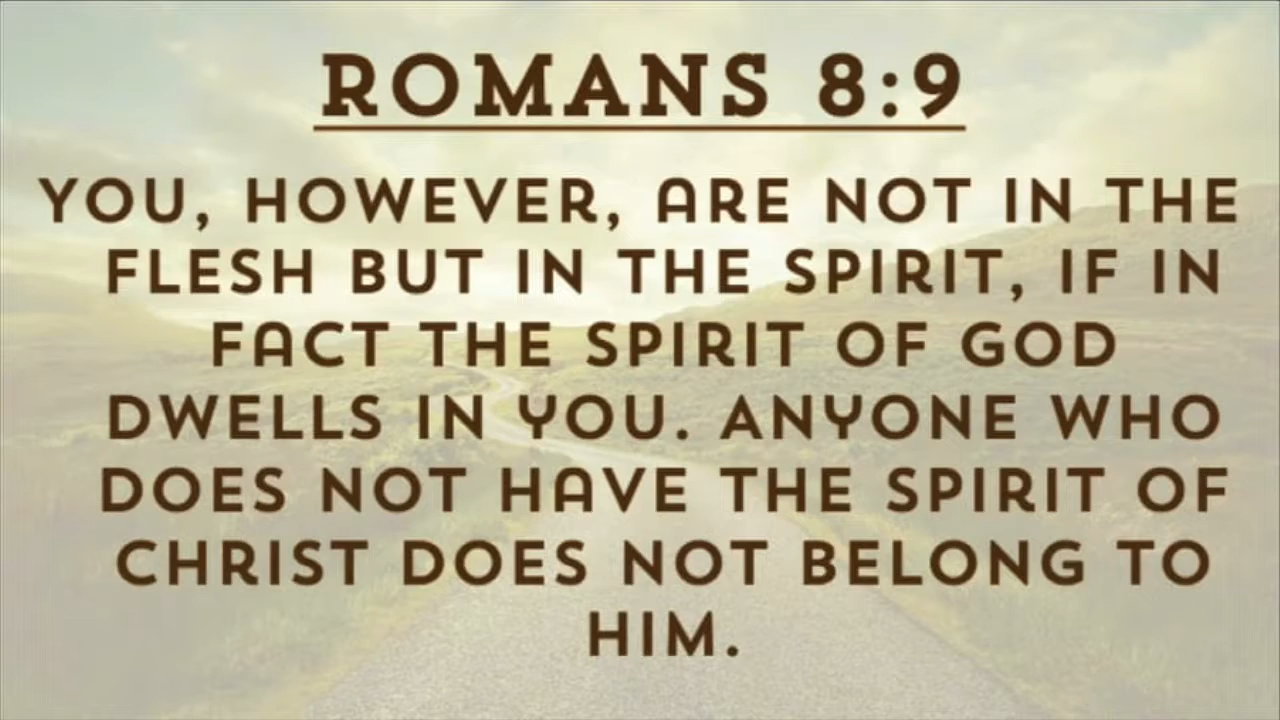 ROMANS 8:9
YOU, HOWEVER, ARE NOT IN THE
FLESH BUT IN THE SPIRIT, IF IN
FACT THE SPIRIT OF GOD
DWELLS IN YOU. ANYONE WHO
DOES NOT HAVE THE SPIRIT OF
CHRIST DOES NOT BELONG TO
HIM.